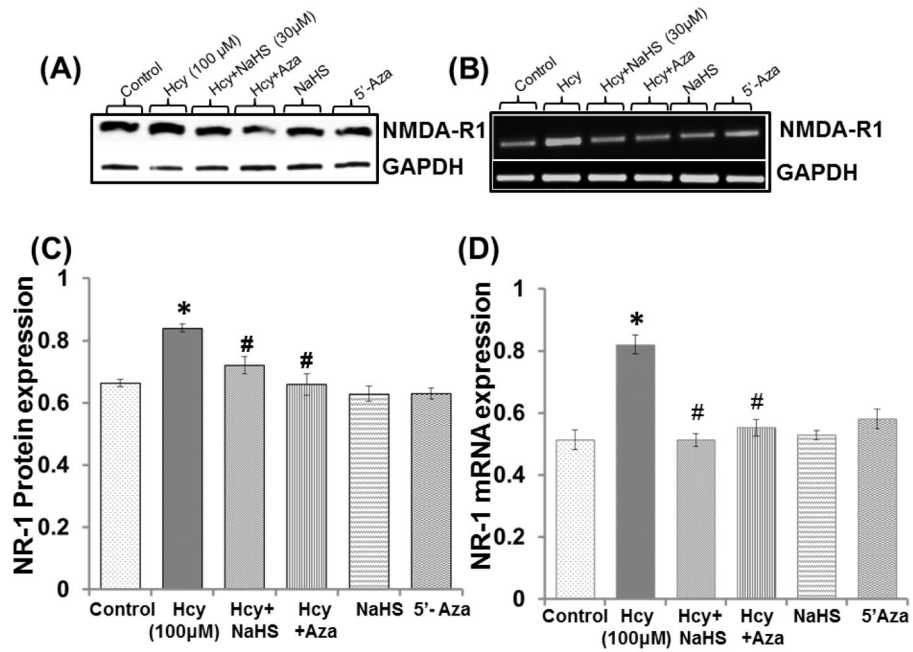 (A)
Control
Hcy (100 µM)
Hcy+NaHS (30µM)
Hcy+Aza
NaHS
5'-Aza
NMDA-R1
GAPDH
(B)
Control
Hcy
Hcy+NaHS (30µM)
Hcy+Aza
NaHS
5'-Aza
NMDA-R1
GAPDH
(C)
NR-1 Protein expression
1
0.8
0.6
0.4
0.2
0
*
#
#
Control
Hcy
(100µM)
Hcy+
NaHS
Hcy
+Aza
NaHS
5'- Aza
(D)
NR-1 mRNA expression
1
0.8
0.6
0.4
0.2
0
*
#
#
Control
Hcy
(100µM)
Hcy+
NaHS
Hcy
+Aza
NaHS
5'Aza